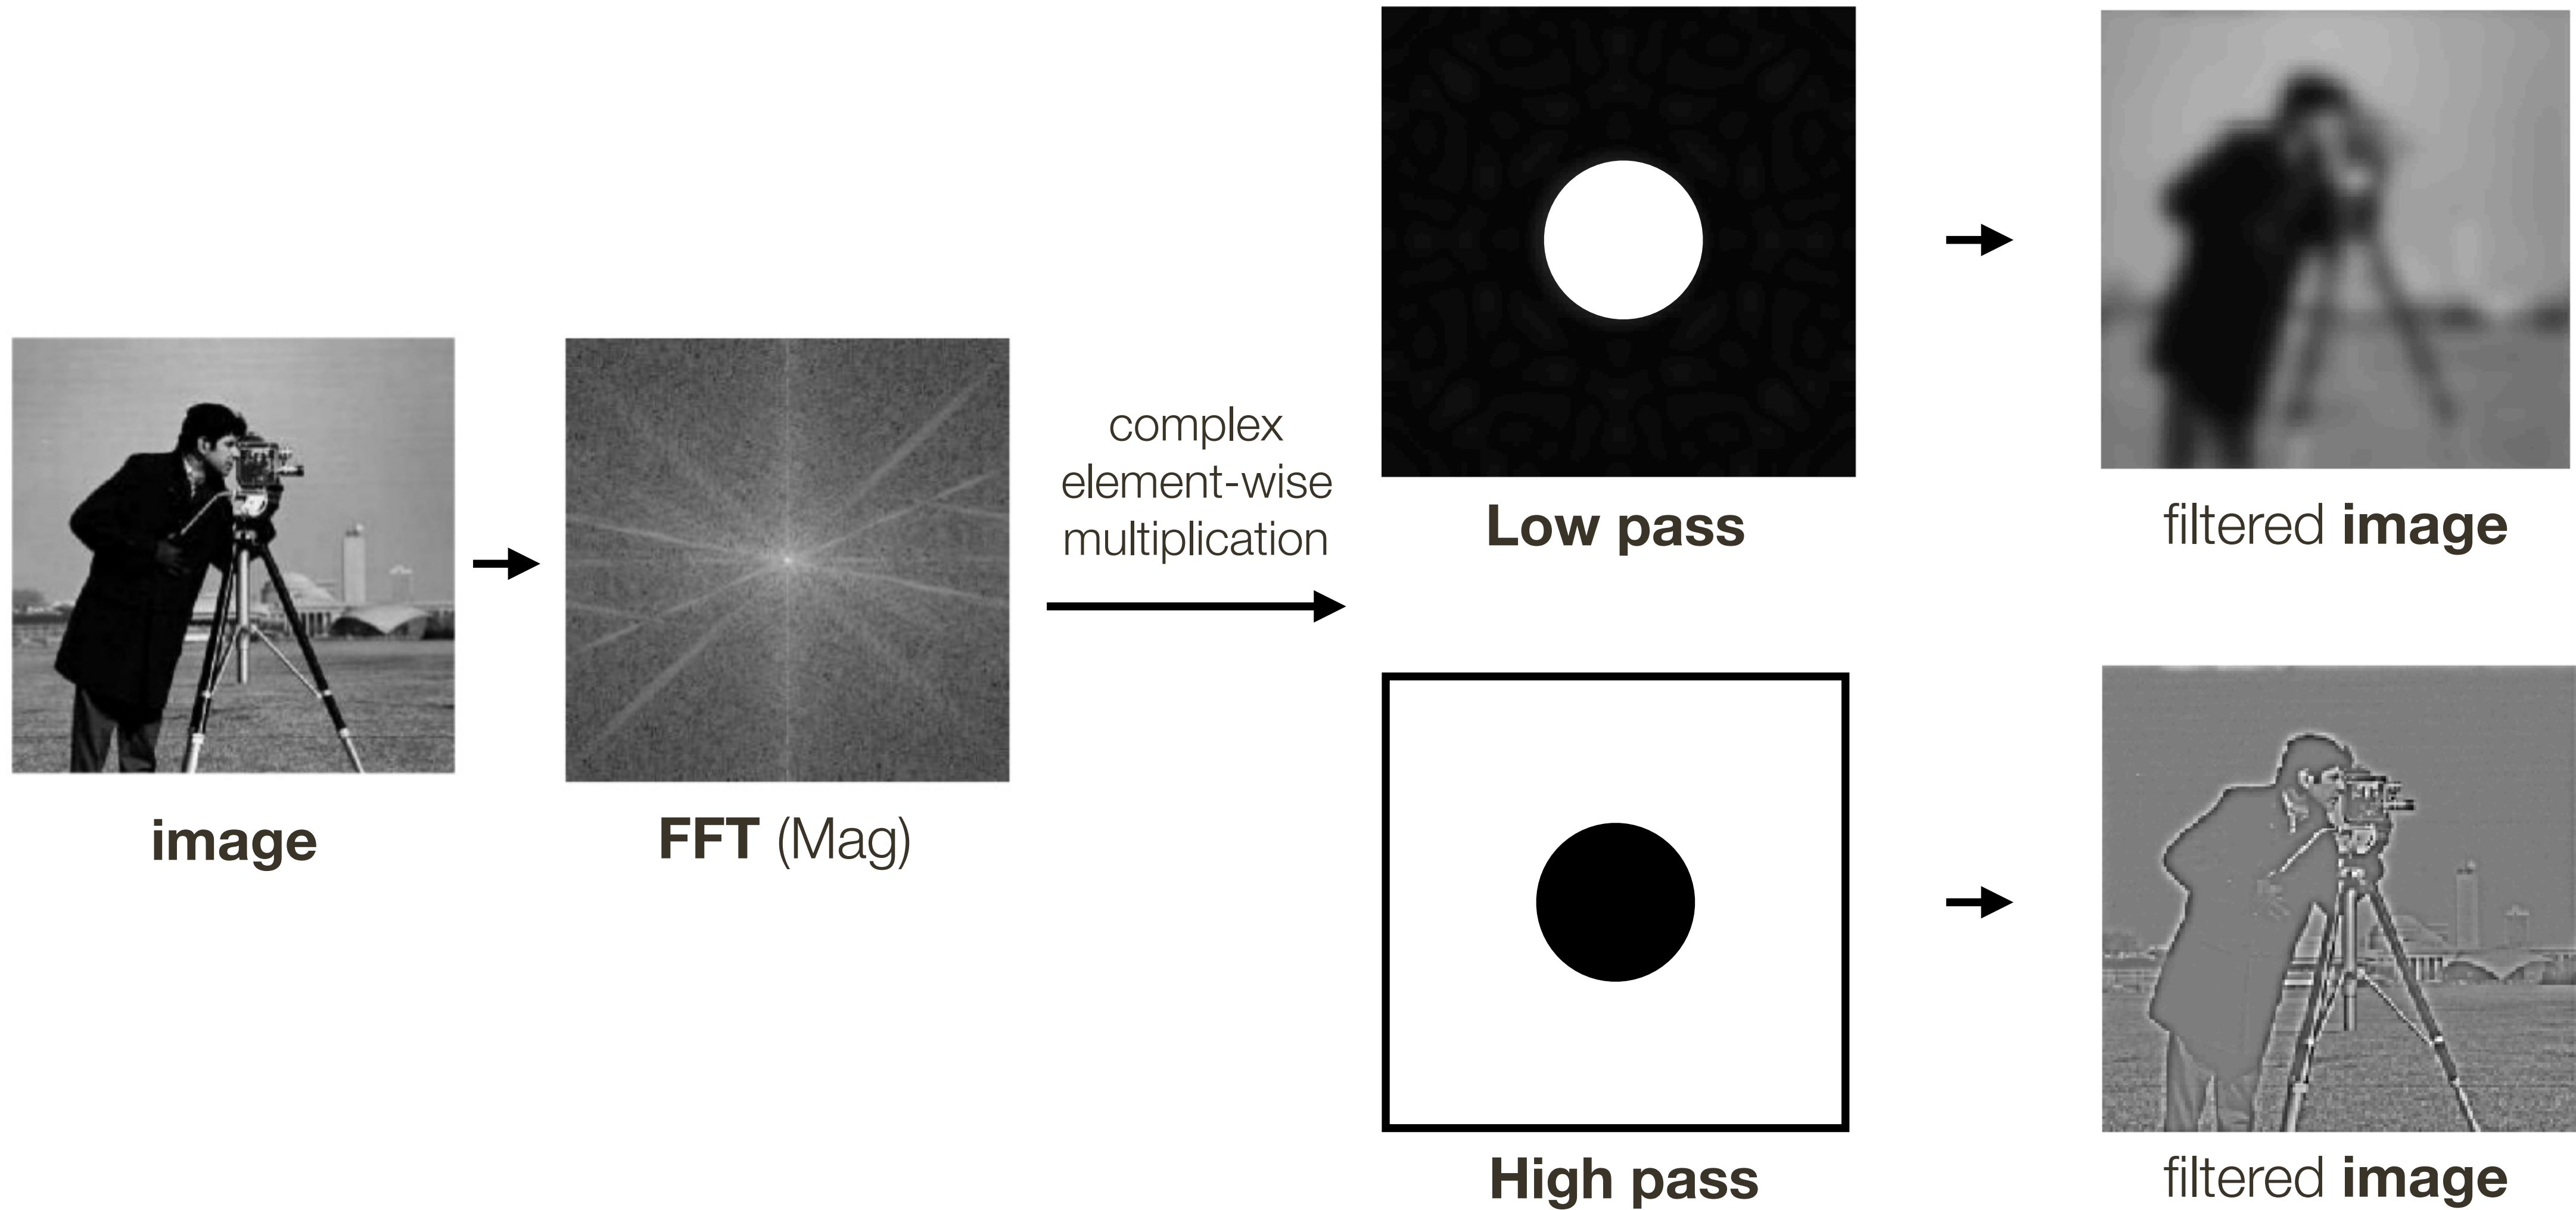 image
FFT (Mag)
complex
element-wise
multiplication
Low pass
filtered image
High pass
filtered image